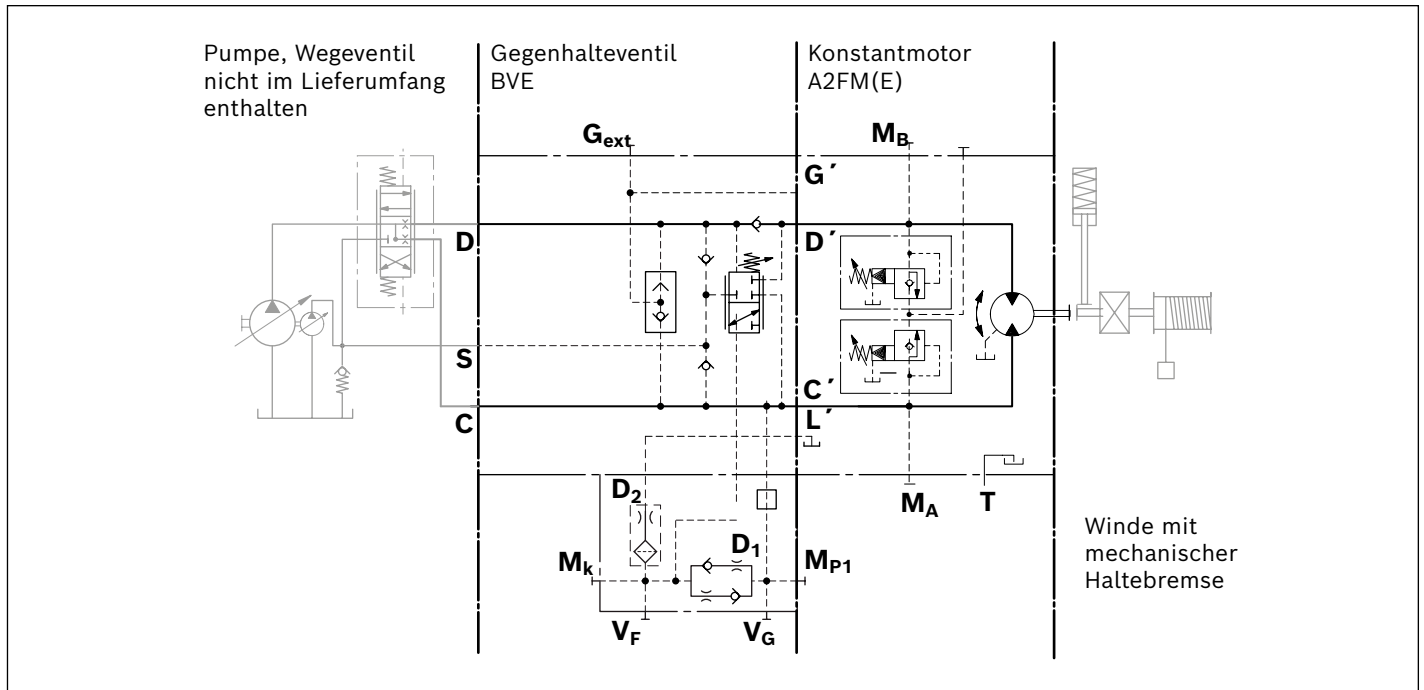 Pumpe, Wegeventil
nicht im Lieferumfang
enthalten
Gegenhalteventil
BVE
Konstantmotor
A2FM(E)
Gext
MB
G´
D
D´
S
C´
C
L´
D2
MA
T
D1
Mk
MP1
VF
VG
Winde mit
mechanischer
Haltebremse